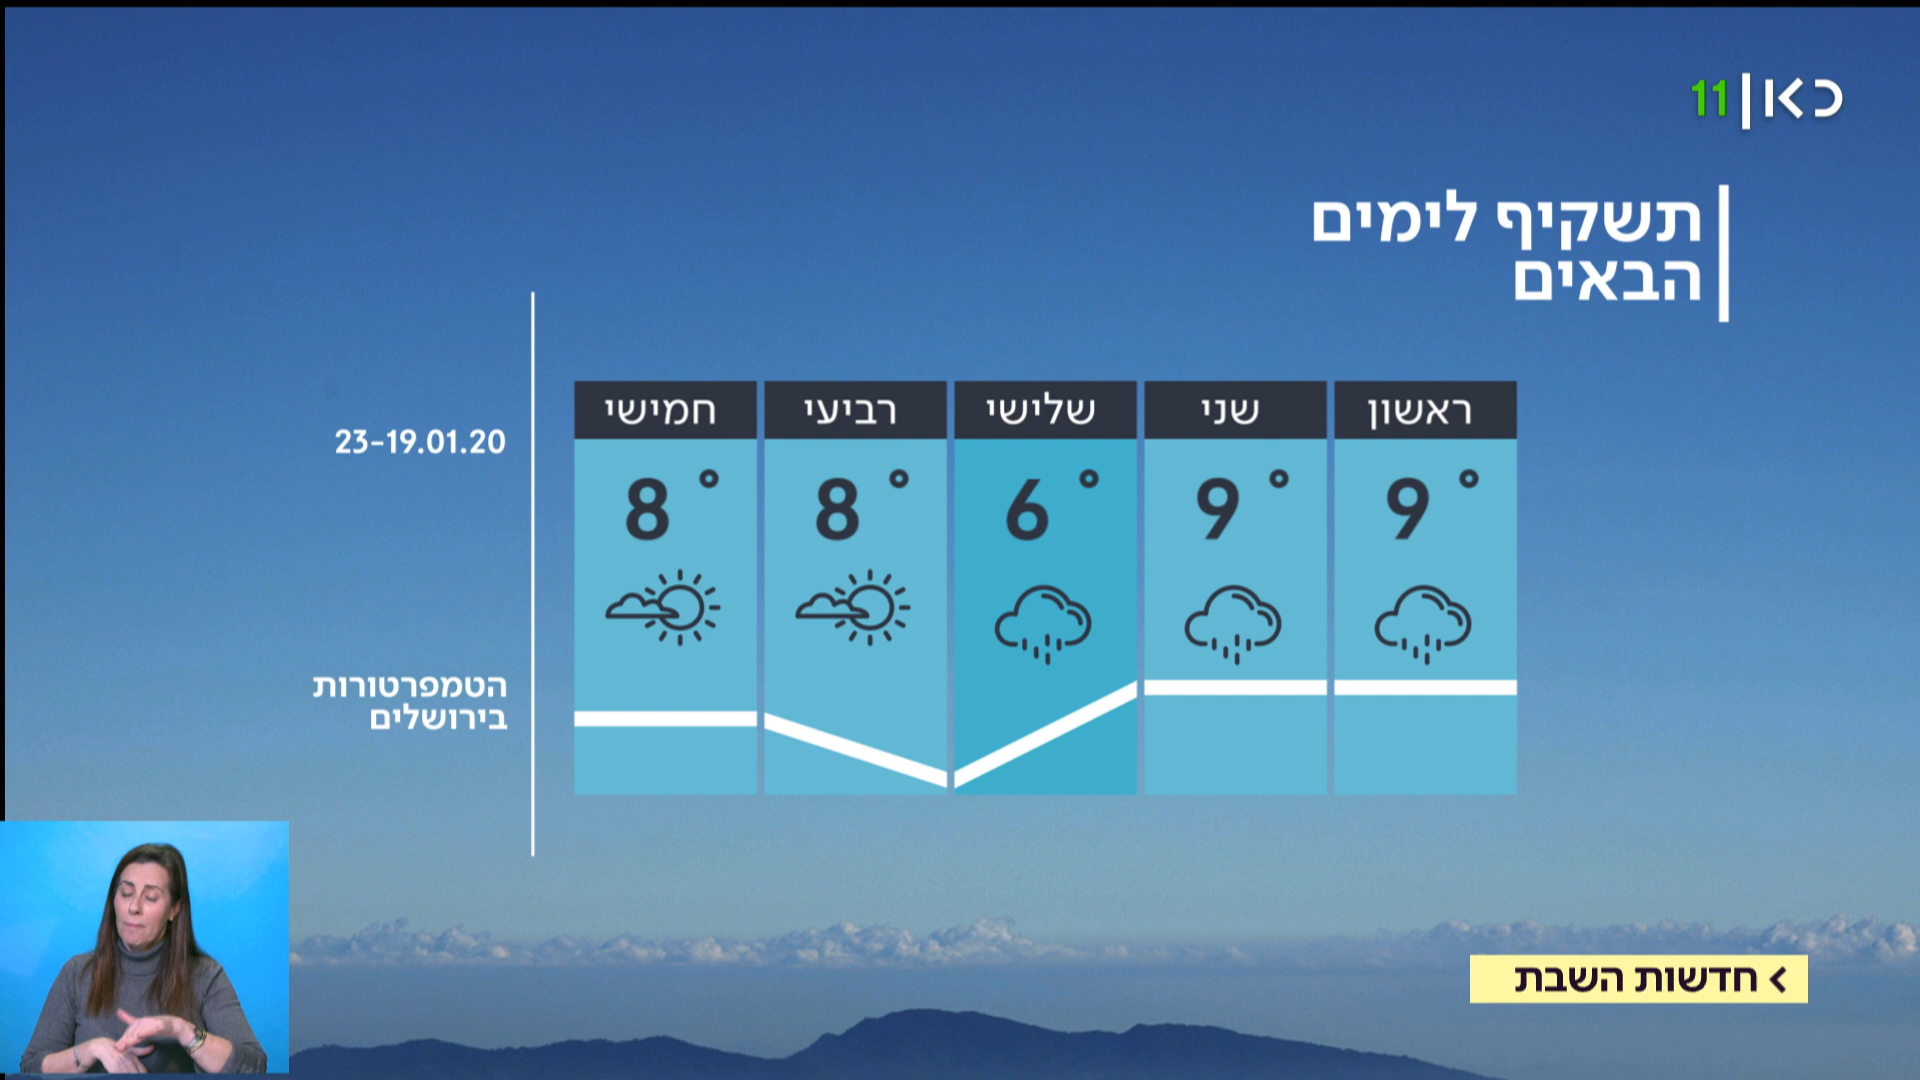 כאן 11
תשקיף לימים
הבאים
ראשון שני שלישי רביעי חמישי
9° 9° 6° 8° 8°
23-19.01.20
הטמפרטורות
בירושלים
חדשות השבת